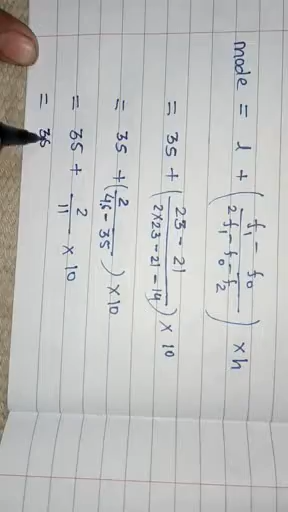 mode = l + ( f₁ - f₀ / 2f₁ - f₀ - f₂ ) × h
= 35 + ( 23 - 21 / 2×23 - 21 - 14 ) × 10
= 35 + ( 2 / 46 - 35 ) × 10
= 35 + 2 / 11 × 10
=